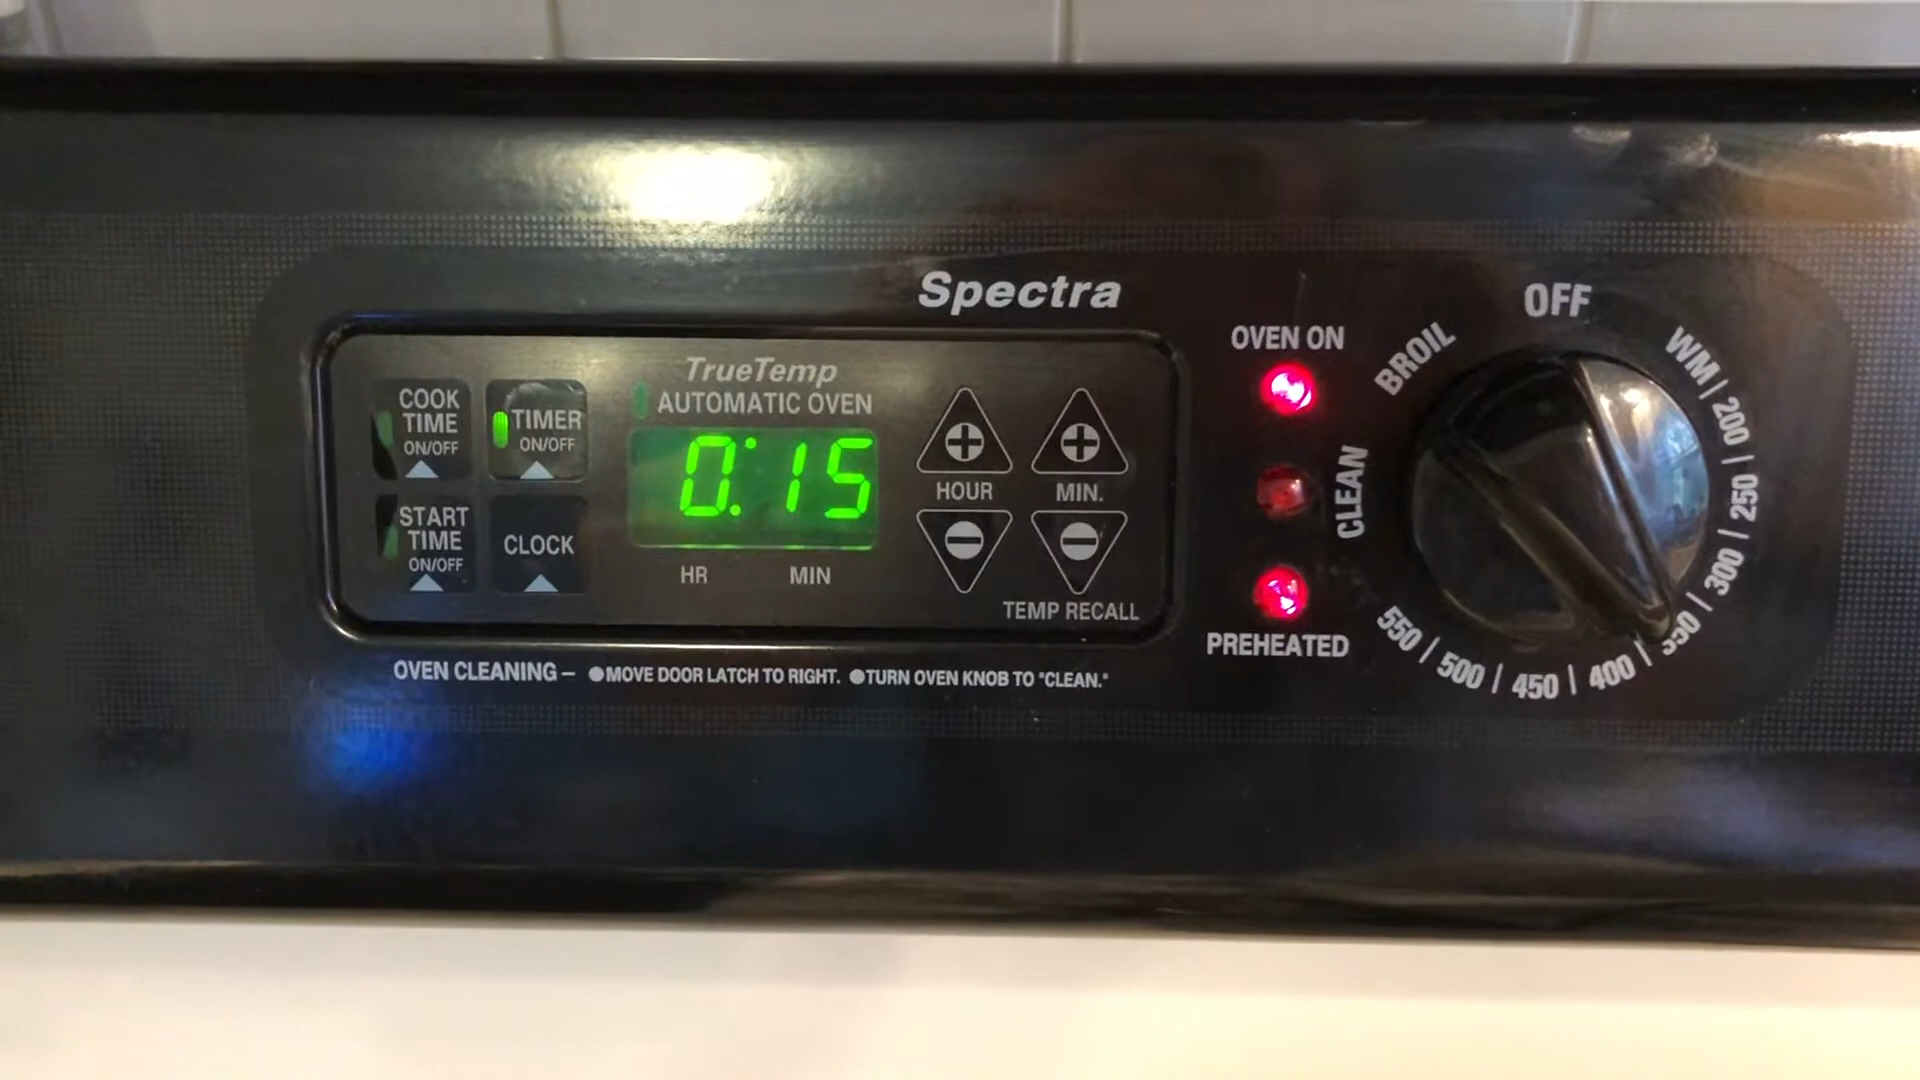 Spectra
OFF
BROIL
WM
200
250
300
350
400
450
500
550
CLEAN
OVEN ON
PREHEATED
TrueTemp
AUTOMATIC OVEN
COOK
TIME
ON/OFF
TIMER
ON/OFF
0:15
HOUR
MIN.
START
TIME
ON/OFF
CLOCK
HR MIN
TEMP RECALL
OVEN CLEANING – ●MOVE DOOR LATCH TO RIGHT. ●TURN OVEN KNOB TO "CLEAN."